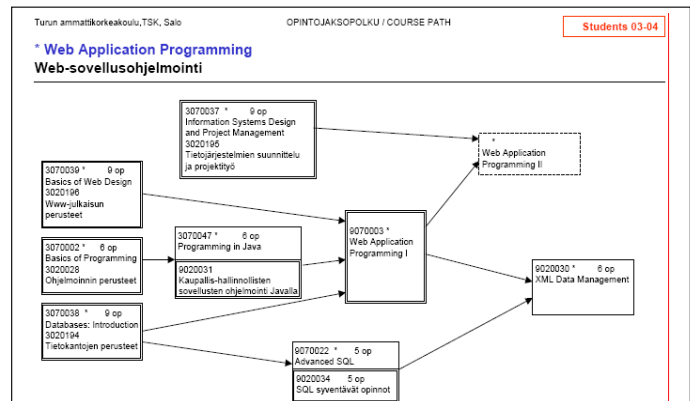 Turun ammattikorkeakoulu,TSK, Salo
OPINTOJAKSOPOLKU / COURSE PATH
Students 03-04
* Web Application Programming
Web-sovellusohjelmointi
3070037 * 9 op
Information Systems Design
and Project Management
3020195
Tietojärjestelmien suunnittelu
ja projektityö
*
Web Application
Programming II
3070039 * 9 op
Basics of Web Design
3020196
Www-julkaisun
perusteet
3070002 * 6 op
Basics of Programming
3020028
Ohjelmoinnin perusteet
3070047 * 6 op
Programming in Java
9020031
Kaupallis-hallinnollisten
sovellusten ohjelmointi Javalla
9070003 *
Web Application
Programming I
9020030 * 6 op
XML Data Management
3070038 * 9 op
Databases: Introduction
3020194
Tietokantojen perusteet
9070022 * 5 op
Advanced SQL
9020034 5 op
SQL syventävät opinnot